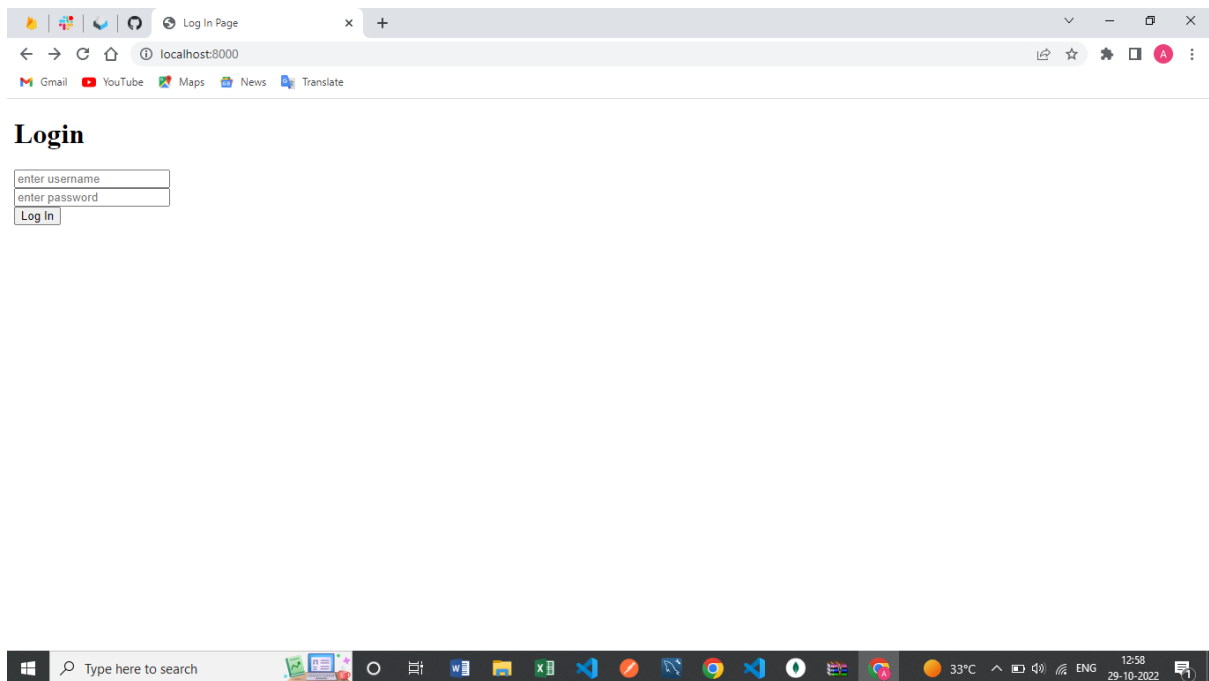 Log In Page
localhost:8000
A
Gmail YouTube Maps News Translate
Login
enter username
enter password
Log In
Type here to search
33°C ENG 12:58
29-10-2022
1